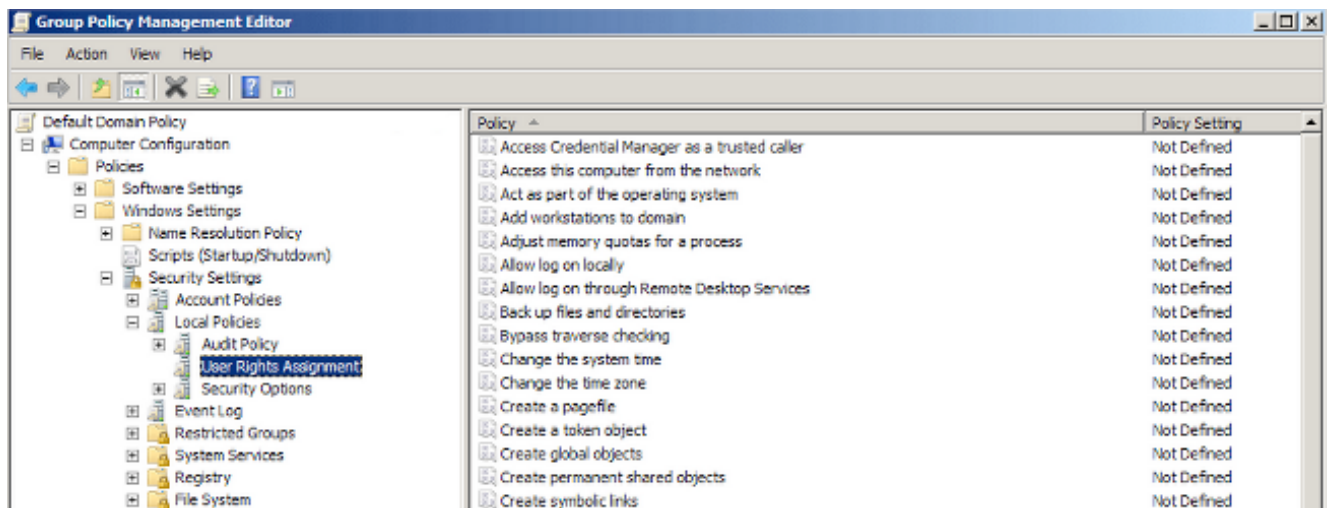 Group Policy Management Editor
File Action View Help
Default Domain Policy
Computer Configuration
Policies
Software Settings
Windows Settings
Name Resolution Policy
Scripts (Startup/Shutdown)
Security Settings
Account Policies
Local Policies
Audit Policy
User Rights Assignment
Security Options
Event Log
Restricted Groups
System Services
Registry
File System
Policy Policy Setting
Access Credential Manager as a trusted caller Not Defined
Access this computer from the network Not Defined
Act as part of the operating system Not Defined
Add workstations to domain Not Defined
Adjust memory quotas for a process Not Defined
Allow log on locally Not Defined
Allow log on through Remote Desktop Services Not Defined
Back up files and directories Not Defined
Bypass traverse checking Not Defined
Change the system time Not Defined
Change the time zone Not Defined
Create a pagefile Not Defined
Create a token object Not Defined
Create global objects Not Defined
Create permanent shared objects Not Defined
Create symbolic links Not Defined